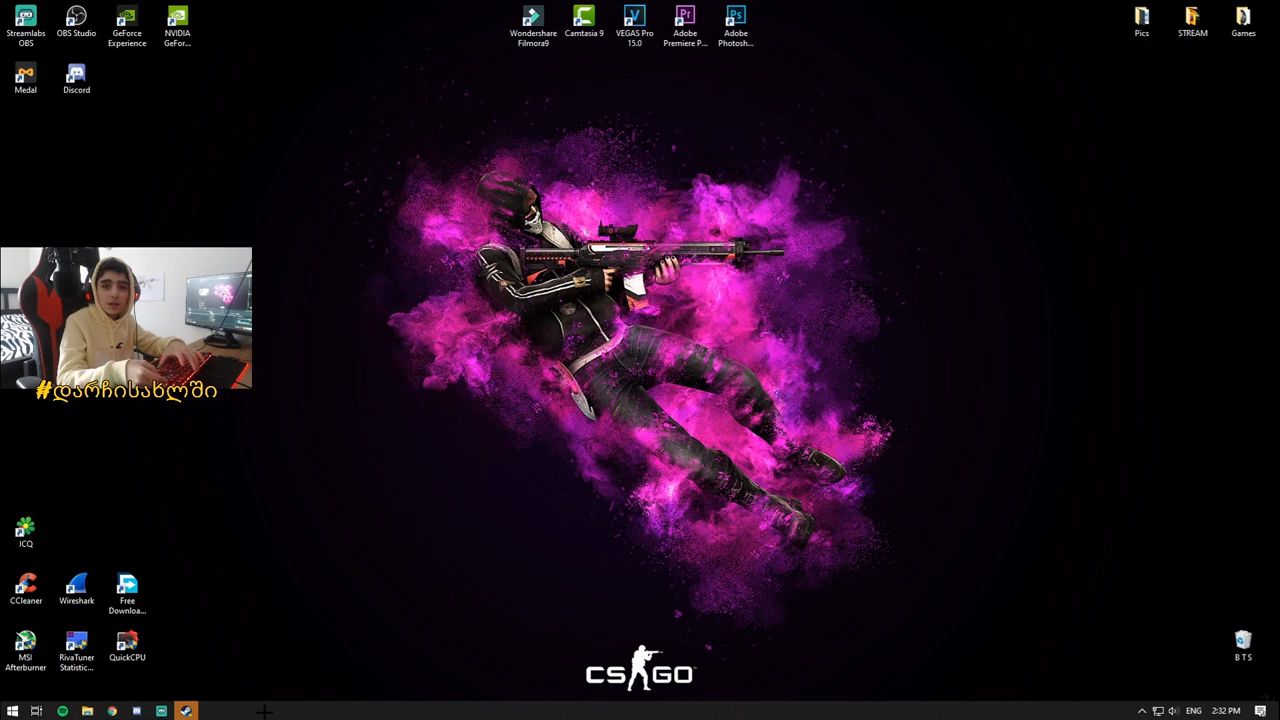 Streamlabs OBS
OBS Studio
GeForce Experience
NVIDIA GeFor...
Wondershare Filmora9
Camtasia 9
VEGAS Pro 15.0
Adobe Premiere P...
Adobe Photosh...
Pics
STREAM
Games
Medal
Discord
#დარჩისახლში
ICQ
CCleaner
Wireshark
Free Downloa...
MSI Afterburner
RivaTuner Statistic...
QuickCPU
B T S
CS GO
ENG
2:32 PM